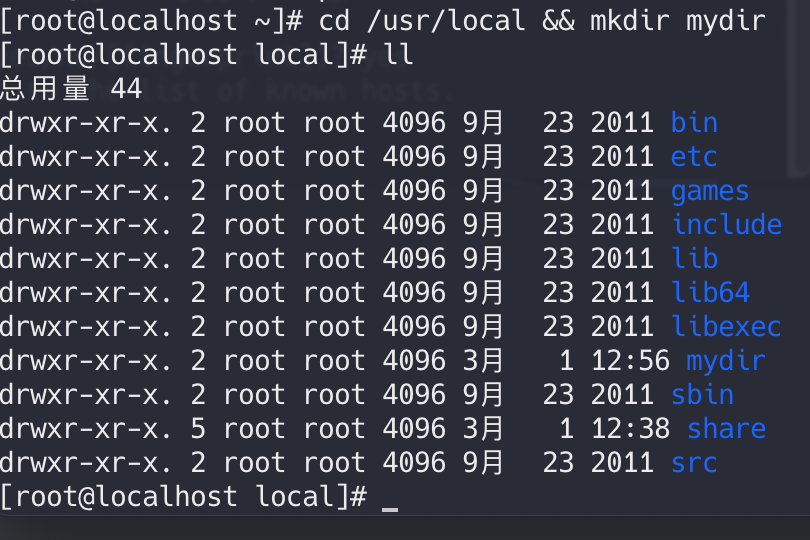 [root@localhost ~]# cd /usr/local && mkdir mydir
[root@localhost local]# ll
总用量 44
drwxr-xr-x. 2 root root 4096 9月  23 2011 bin
drwxr-xr-x. 2 root root 4096 9月  23 2011 etc
drwxr-xr-x. 2 root root 4096 9月  23 2011 games
drwxr-xr-x. 2 root root 4096 9月  23 2011 include
drwxr-xr-x. 2 root root 4096 9月  23 2011 lib
drwxr-xr-x. 2 root root 4096 9月  23 2011 lib64
drwxr-xr-x. 2 root root 4096 9月  23 2011 libexec
drwxr-xr-x. 2 root root 4096 3月   1 12:56 mydir
drwxr-xr-x. 2 root root 4096 9月  23 2011 sbin
drwxr-xr-x. 5 root root 4096 3月   1 12:38 share
drwxr-xr-x. 2 root root 4096 9月  23 2011 src
[root@localhost local]# _